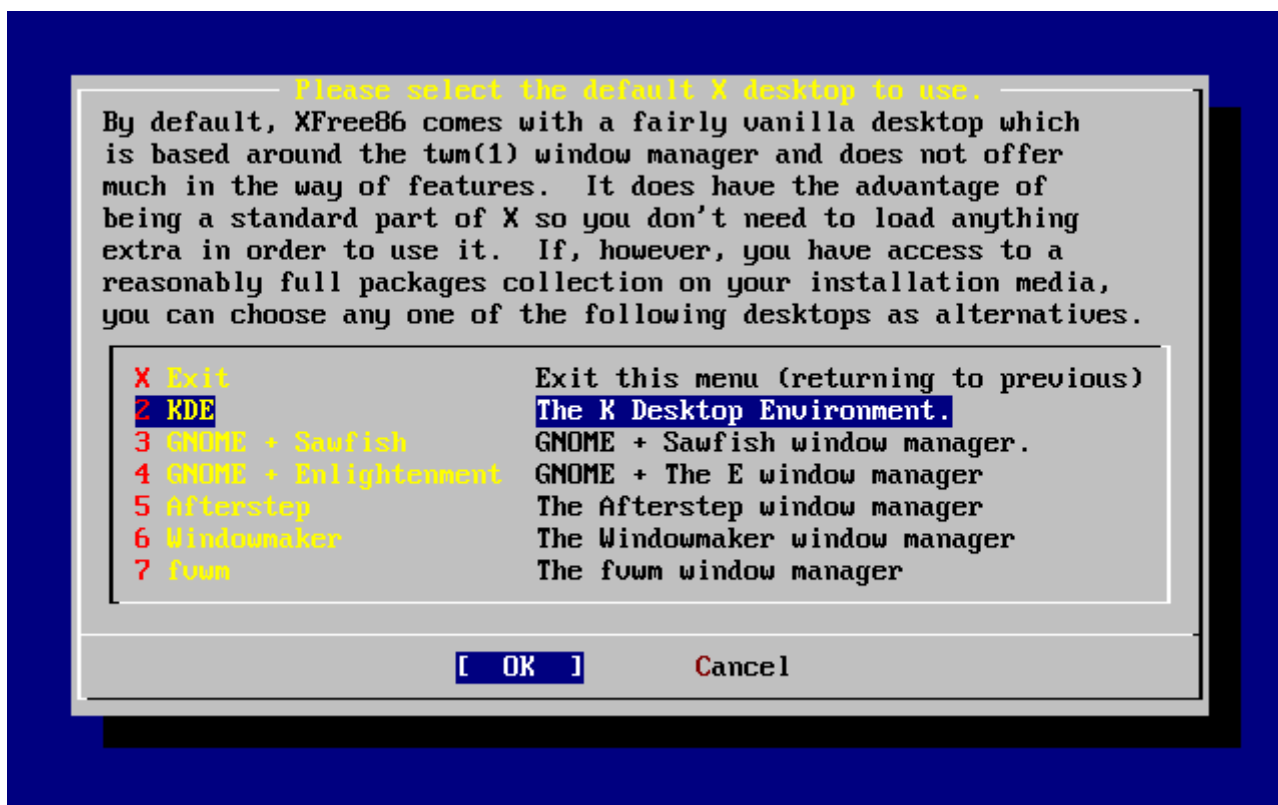 Please select the default X desktop to use.
By default, XFree86 comes with a fairly vanilla desktop which
is based around the twm(1) window manager and does not offer
much in the way of features.  It does have the advantage of
being a standard part of X so you don't need to load anything
extra in order to use it.  If, however, you have access to a
reasonably full packages collection on your installation media,
you can choose any one of the following desktops as alternatives.
X Exit Exit this menu (returning to previous)
2 KDE The K Desktop Environment.
3 GNOME + Sawfish GNOME + Sawfish window manager.
4 GNOME + Enlightenment GNOME + The E window manager
5 Afterstep The Afterstep window manager
6 Windowmaker The Windowmaker window manager
7 fvwm The fvwm window manager
[  OK  ] Cancel